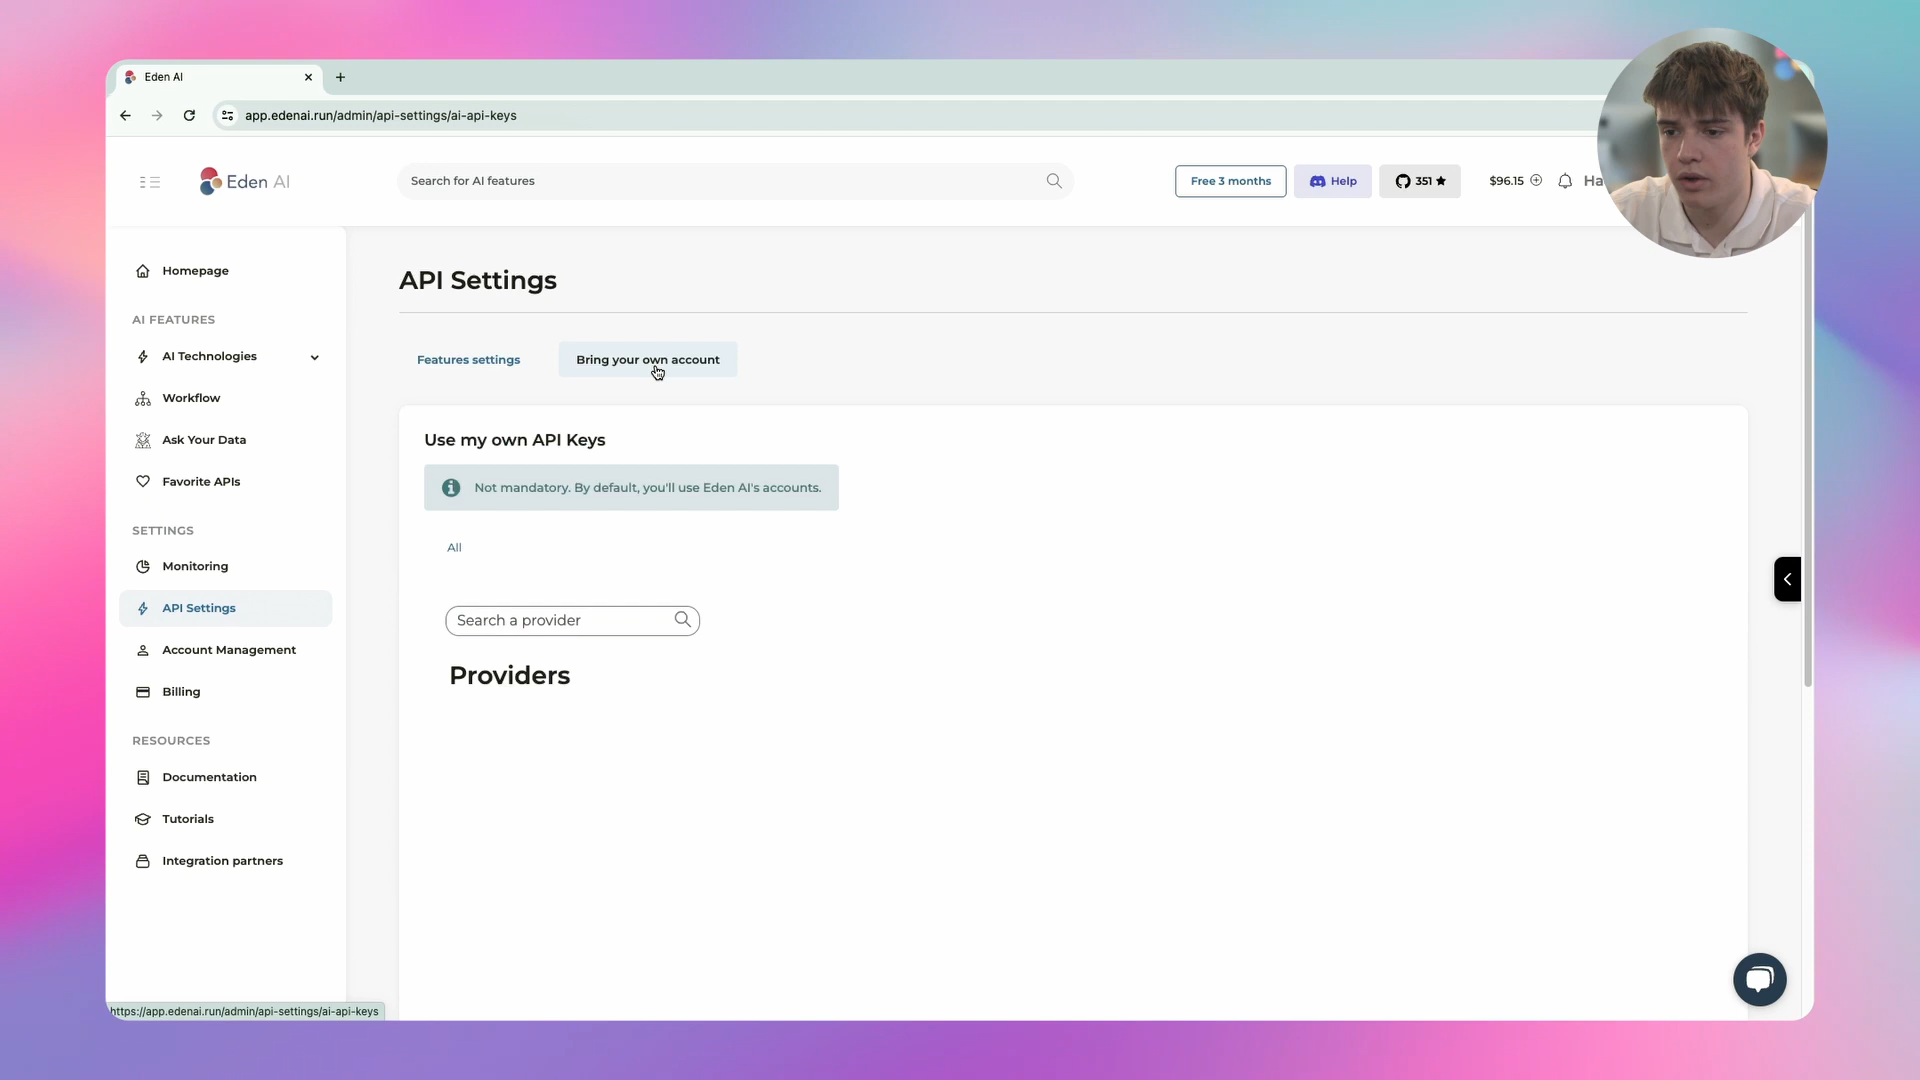 Eden AI
app.edenai.run/admin/api-settings/ai-api-keys
Eden AI
Search for AI features
Free 3 months
Help
351
$96.15
Ha
Homepage
AI FEATURES
AI Technologies
Workflow
Ask Your Data
Favorite APIs
SETTINGS
Monitoring
API Settings
Account Management
Billing
RESOURCES
Documentation
Tutorials
Integration partners
API Settings
Features settings
Bring your own account
Use my own API Keys
Not mandatory. By default, you'll use Eden AI's accounts.
All
Search a provider
Providers
https://app.edenai.run/admin/api-settings/ai-api-keys